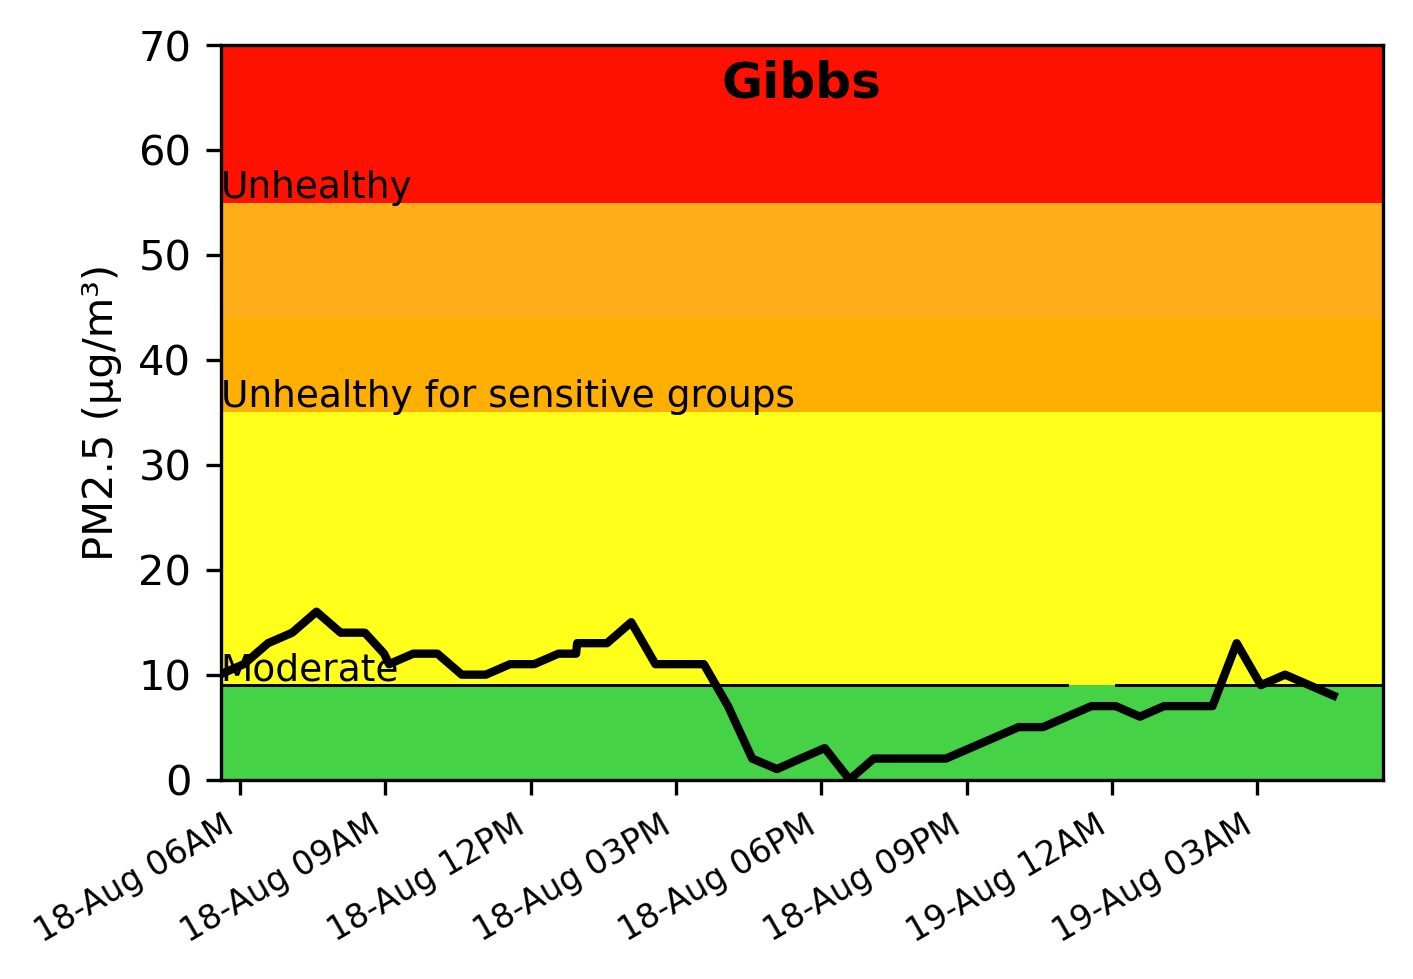 Gibbs
PM2.5 (µg/m³)
70
60
50
40
30
20
10
0
Unhealthy
Unhealthy for sensitive groups
Moderate
18-Aug 06AM
18-Aug 09AM
18-Aug 12PM
18-Aug 03PM
18-Aug 06PM
18-Aug 09PM
19-Aug 12AM
19-Aug 03AM